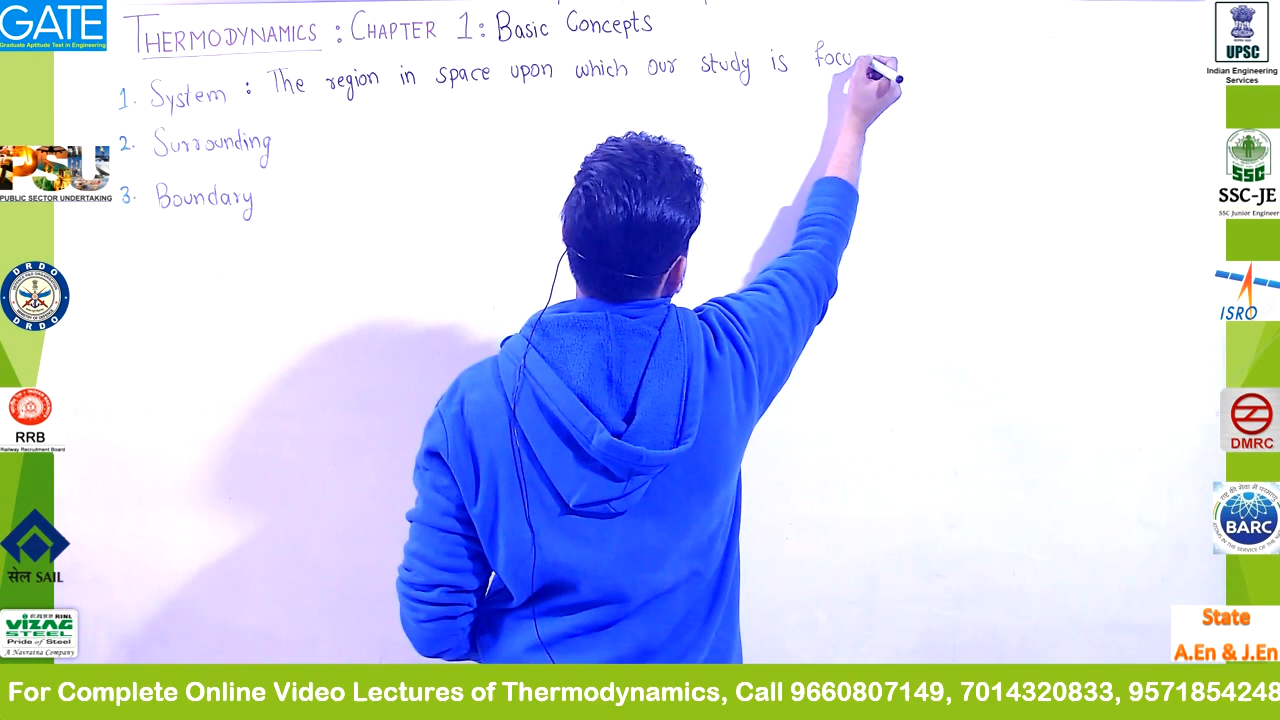 GATE
Graduate Aptitude Test in Engineering
THERMODYNAMICS : CHAPTER 1 : Basic Concepts
1. System : The region in space upon which our study is focu
2. Surrounding
3. Boundary
PSU
PUBLIC SECTOR UNDERTAKING
DRDO
DRDO
RRB
Railway Recruitment Board
सेल SAIL
RINL
VIZAG
STEEL
Pride of Steel
A Navratna Company
UPSC
Indian Engineering
Services
SSC
SSC-JE
SSC Junior Engineer
ISRO
DMRC
BARC
State
A.En & J.En
For Complete Online Video Lectures of Thermodynamics, Call 9660807149, 7014320833, 9571854248